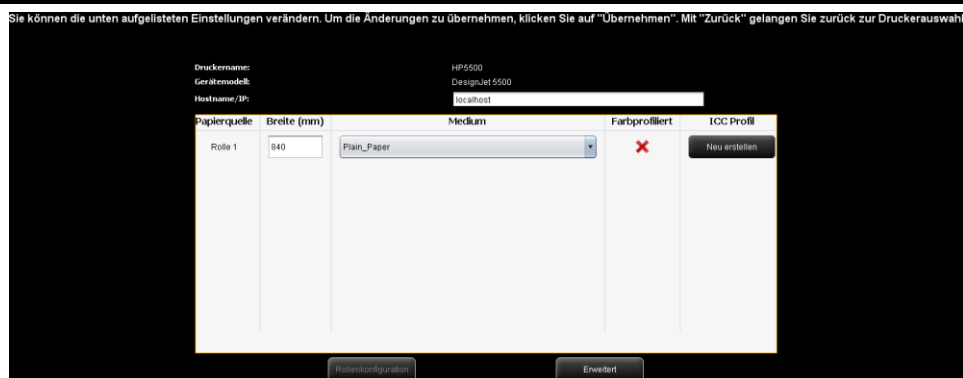 Sie können die unten aufgelisteten Einstellungen verändern. Um die Änderungen zu übernehmen, klicken Sie auf "Übernehmen". Mit "Zurück" gelangen Sie zurück zur Druckerauswahl
Druckername: HP5500
Gerätemodell: DesignJet 5500
Hostname/IP: localhost
Papierquelle Breite (mm) Medium Farbprofiliert ICC Profil
Rolle 1 840 Plain_Paper Neu erstellen
Rollenkonfiguration Erweitert